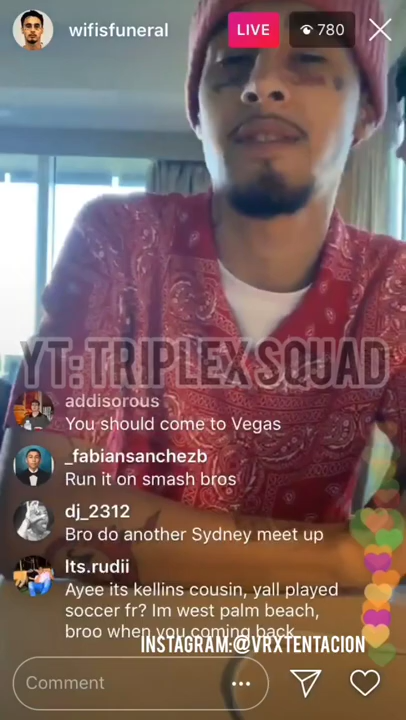 wifisfuneral
LIVE
780
YT: TRIPLEX SQUAD
addisorous
You should come to Vegas
_fabiansanchezb
Run it on smash bros
dj_2312
Bro do another Sydney meet up
Its.rudii
Ayee its kellins cousin, yall played
soccer fr? Im west palm beach,
broo when you coming back
INSTAGRAM:@VRXTENTACION
Comment